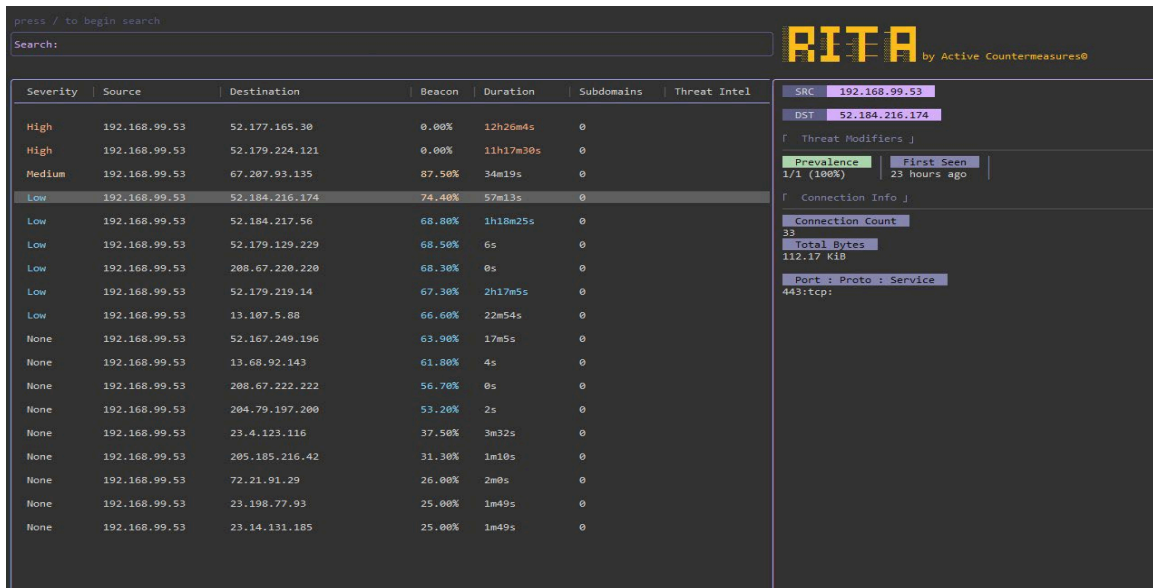 press / to begin search
Search:
RITA by Active Countermeasures©
Severity Source Destination Beacon Duration Subdomains Threat Intel
High 192.168.99.53 52.177.165.30 0.00% 12h26m4s 0
High 192.168.99.53 52.179.224.121 0.00% 11h17m30s 0
Medium 192.168.99.53 67.207.93.135 87.50% 34m19s 0
Low 192.168.99.53 52.184.216.174 74.40% 57m13s 0
Low 192.168.99.53 52.184.217.56 68.80% 1h18m25s 0
Low 192.168.99.53 52.179.129.229 68.50% 6s 0
Low 192.168.99.53 208.67.220.220 68.30% 0s 0
Low 192.168.99.53 52.179.219.14 67.30% 2h17m5s 0
Low 192.168.99.53 13.107.5.88 66.60% 22m54s 0
None 192.168.99.53 52.167.249.196 63.90% 17m5s 0
None 192.168.99.53 13.68.92.143 61.80% 4s 0
None 192.168.99.53 208.67.222.222 56.70% 0s 0
None 192.168.99.53 204.79.197.200 53.20% 2s 0
None 192.168.99.53 23.4.123.116 37.50% 3m32s 0
None 192.168.99.53 205.185.216.42 31.30% 1m10s 0
None 192.168.99.53 72.21.91.29 26.00% 2m0s 0
None 192.168.99.53 23.198.77.93 25.00% 1m49s 0
None 192.168.99.53 23.14.131.185 25.00% 1m49s 0
SRC 192.168.99.53
DST 52.184.216.174
「 Threat Modifiers 」
Prevalence First Seen
1/1 (100%) 23 hours ago
「 Connection Info 」
Connection Count
33
Total Bytes
112.17 KiB
Port : Proto : Service
443:tcp: